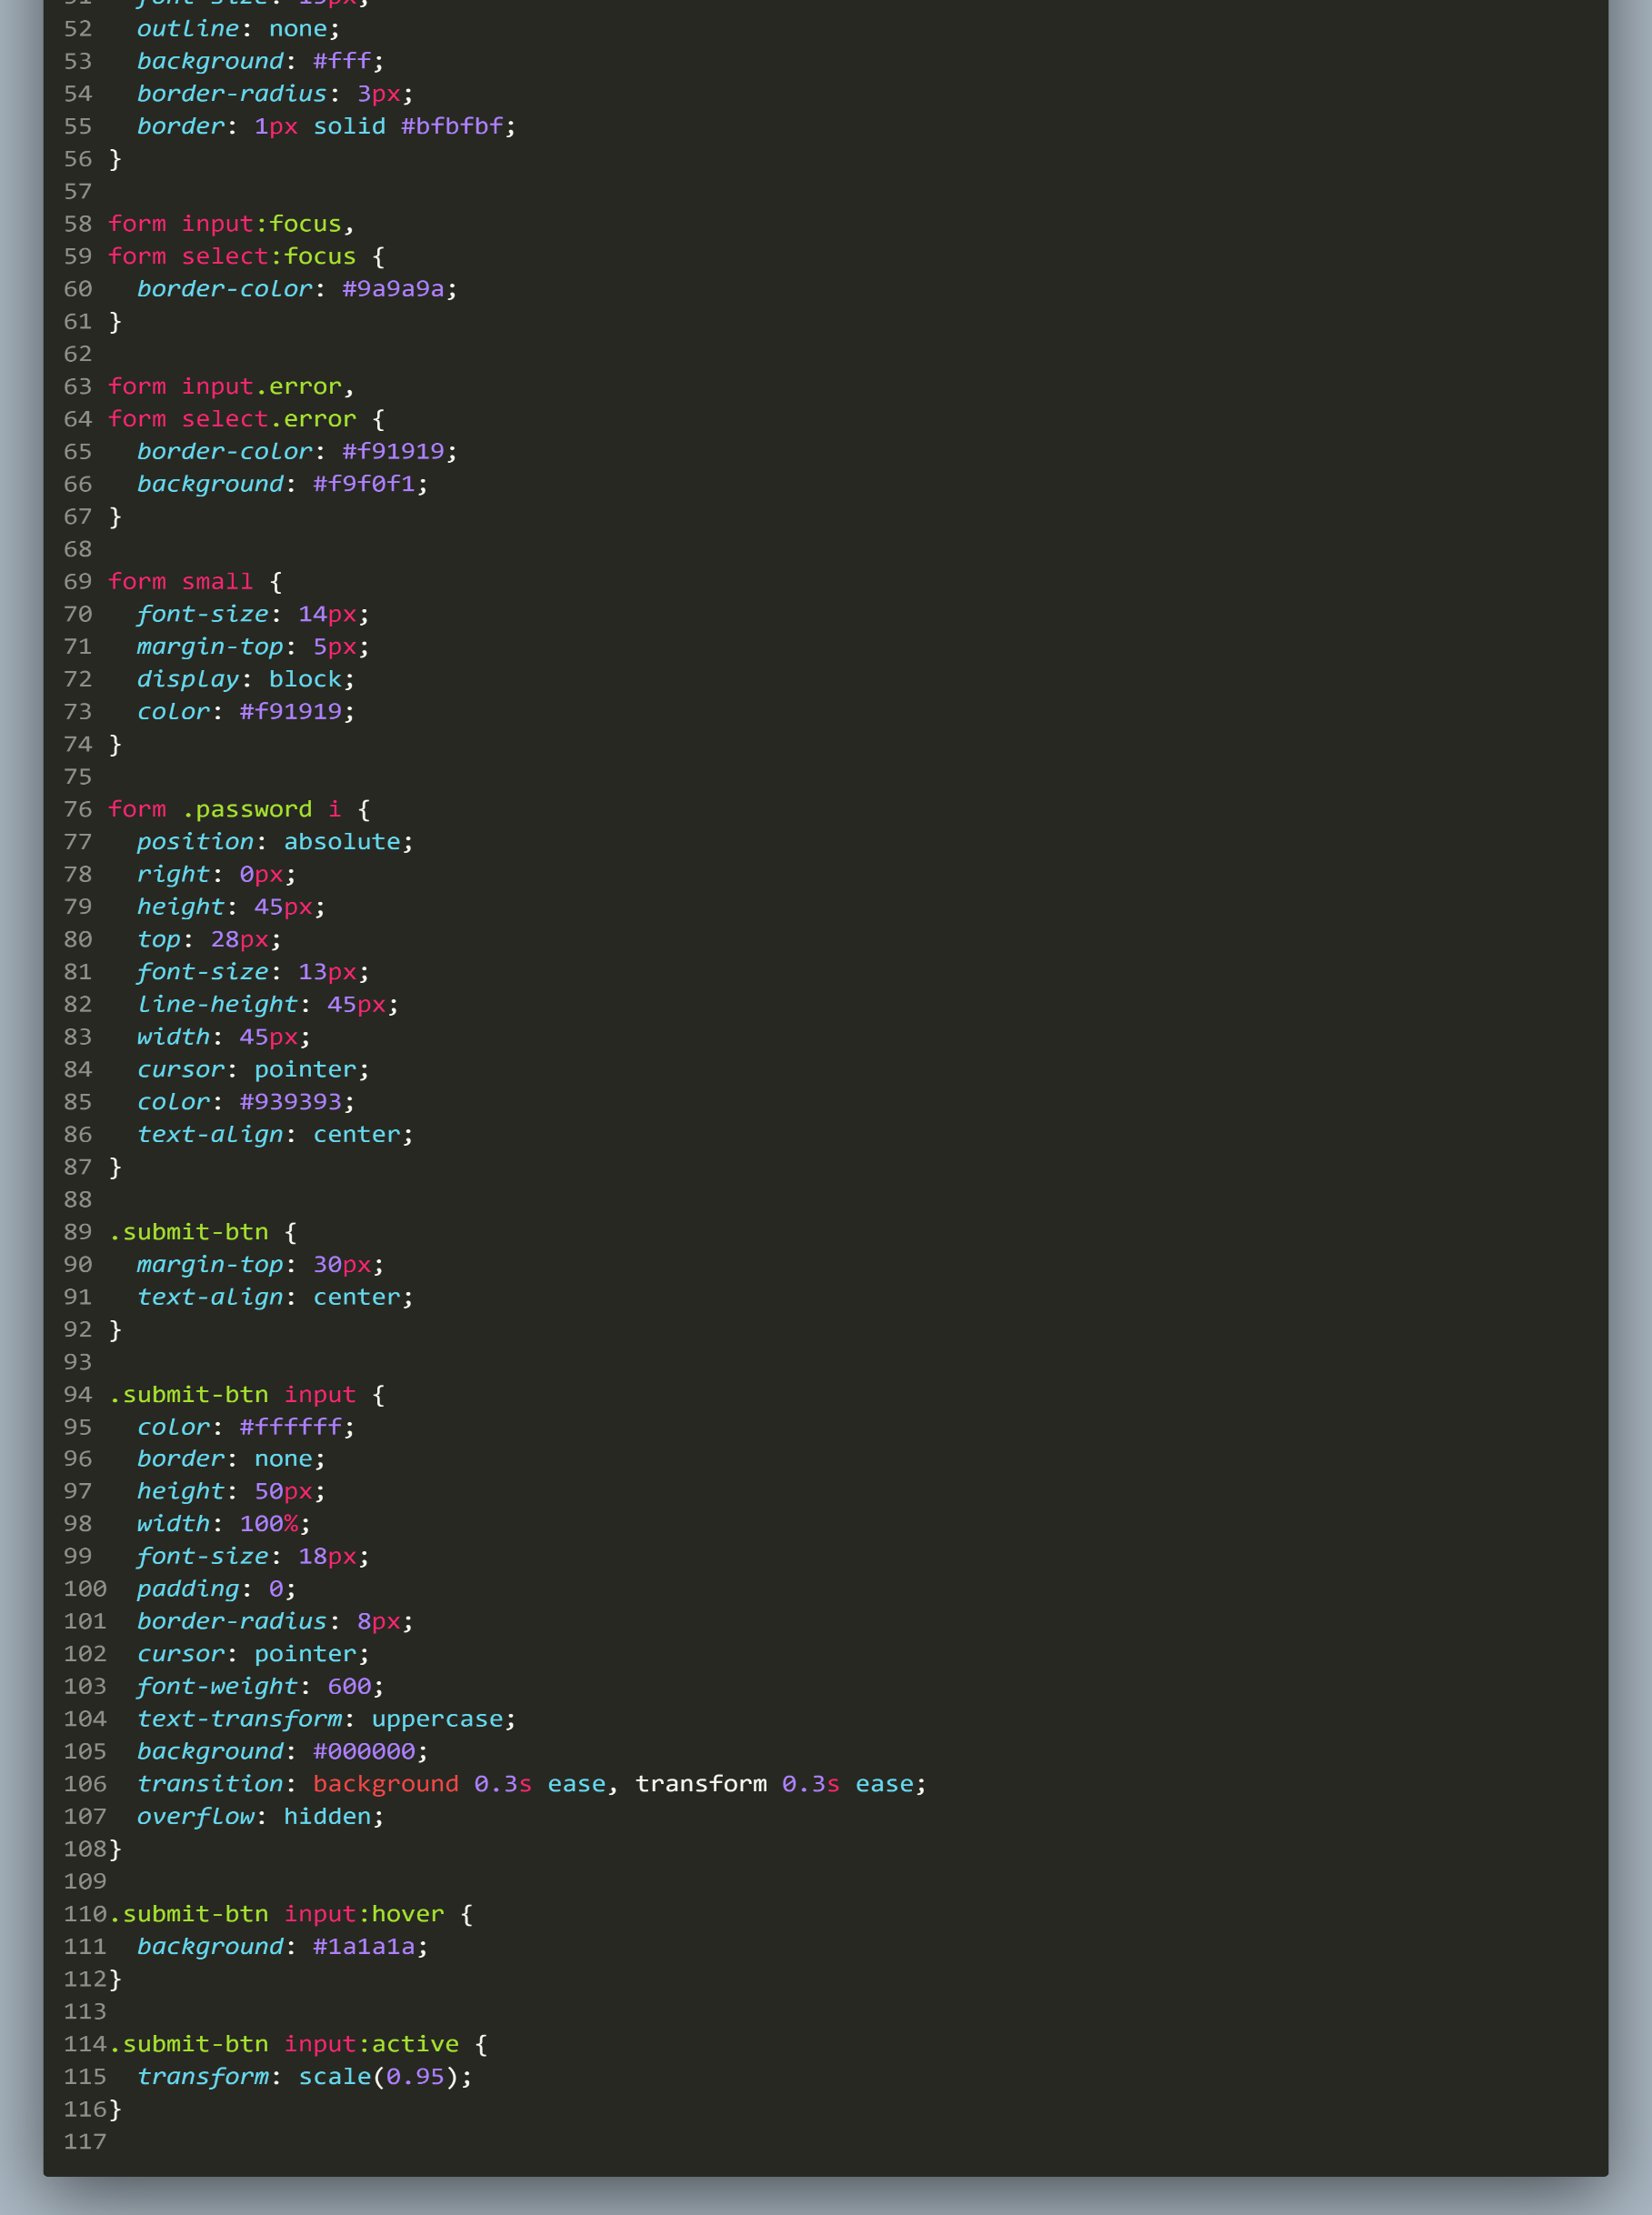 52 outline: none;
53 background: #fff;
54 border-radius: 3px;
55 border: 1px solid #bfbfbf;
56 }
57
58 form input:focus,
59 form select:focus {
60 border-color: #9a9a9a;
61 }
62
63 form input.error,
64 form select.error {
65 border-color: #f91919;
66 background: #f9f0f1;
67 }
68
69 form small {
70 font-size: 14px;
71 margin-top: 5px;
72 display: block;
73 color: #f91919;
74 }
75
76 form .password i {
77 position: absolute;
78 right: 0px;
79 height: 45px;
80 top: 28px;
81 font-size: 13px;
82 line-height: 45px;
83 width: 45px;
84 cursor: pointer;
85 color: #939393;
86 text-align: center;
87 }
88
89 .submit-btn {
90 margin-top: 30px;
91 text-align: center;
92 }
93
94 .submit-btn input {
95 color: #ffffff;
96 border: none;
97 height: 50px;
98 width: 100%;
99 font-size: 18px;
100 padding: 0;
101 border-radius: 8px;
102 cursor: pointer;
103 font-weight: 600;
104 text-transform: uppercase;
105 background: #000000;
106 transition: background 0.3s ease, transform 0.3s ease;
107 overflow: hidden;
108}
109
110.submit-btn input:hover {
111 background: #1a1a1a;
112}
113
114.submit-btn input:active {
115 transform: scale(0.95);
116}
117